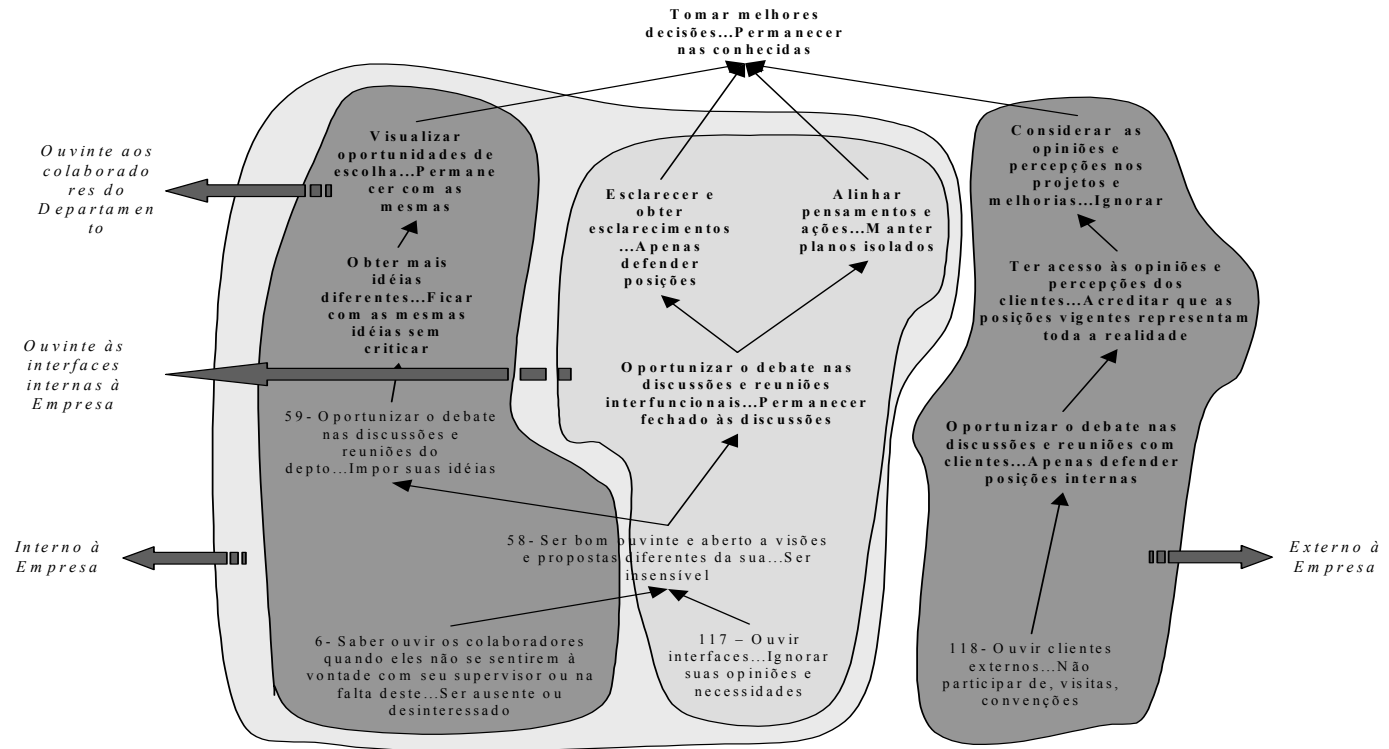 Tomar melhores
decisões...Permanecer
nas conhecidas
Visualizar
oportunidades de
escolha...Permane
cer com as
mesmas
Considerar as
opiniões e
percepções nos
projetos e
melhorias...Ignorar
Ouvinte aos
colaborado
res do
Departamen
to
Esclarecer e
obter
esclarecimentos
...Apenas
defender
posições
Alinhar
pensamentos e
ações...Manter
planos isolados
Obter mais
idéias
diferentes...Ficar
com as mesmas
idéias sem
criticar
Ter acesso às opiniões e
percepções dos
clientes...Acreditar que as
posições vigentes representam
toda a realidade
Ouvinte às
interfaces
internas à
Empresa
Oportunizar o debate nas
discussões e reuniões
interfuncionais...Permanecer
fechado às discussões
59- Oportunizar o debate
nas discussões e
reuniões do
depto...Impor suas idéias
Oportunizar o debate nas
discussões e reuniões com
clientes...Apenas defender
posições internas
58- Ser bom ouvinte e aberto a visões
e propostas diferentes da sua...Ser
insensível
Interno à
Empresa
Externo à
Empresa
6- Saber ouvir os colaboradores
quando eles não se sentirem à
vontade com seu supervisor ou na
falta deste...Ser ausente ou
desinteressado
117 – Ouvir
interfaces...Ignorar
suas opiniões e
necessidades
118- Ouvir clientes
externos...Não
participar de, visitas,
convenções